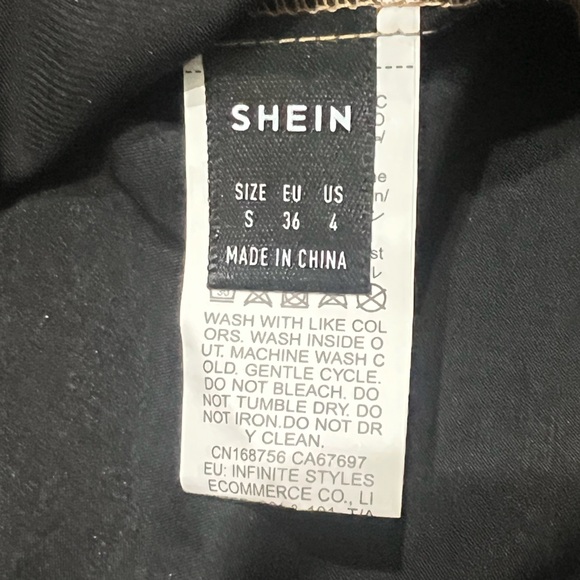 SHEIN
SIZE EU US
S 36 4
MADE IN CHINA
WASH WITH LIKE COL
ORS. WASH INSIDE O
UT. MACHINE WASH C
OLD. GENTLE CYCLE.
DO NOT BLEACH. DO
NOT TUMBLE DRY. DO
NOT IRON.DO NOT DR
Y CLEAN.
CN168756 CA67697
EU: INFINITE STYLES
ECOMMERCE CO., LI